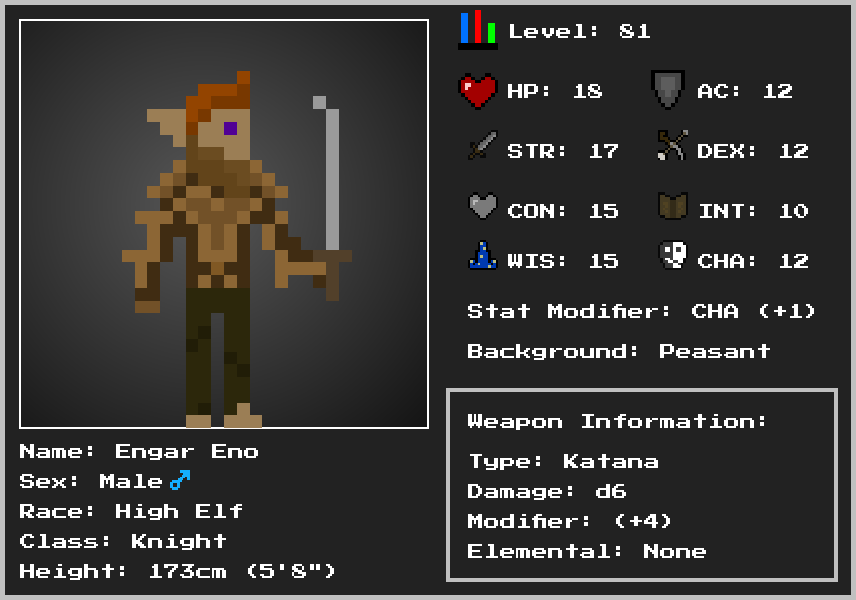 Level: 81
HP: 18
AC: 12
STR: 17
DEX: 12
CON: 15
INT: 10
WIS: 15
CHA: 12
Stat Modifier: CHA (+1)
Background: Peasant
Weapon Information:
Type: Katana
Damage: d6
Modifier: (+4)
Elemental: None
Name: Engar Eno
Sex: Male♂
Race: High Elf
Class: Knight
Height: 173cm (5'8")